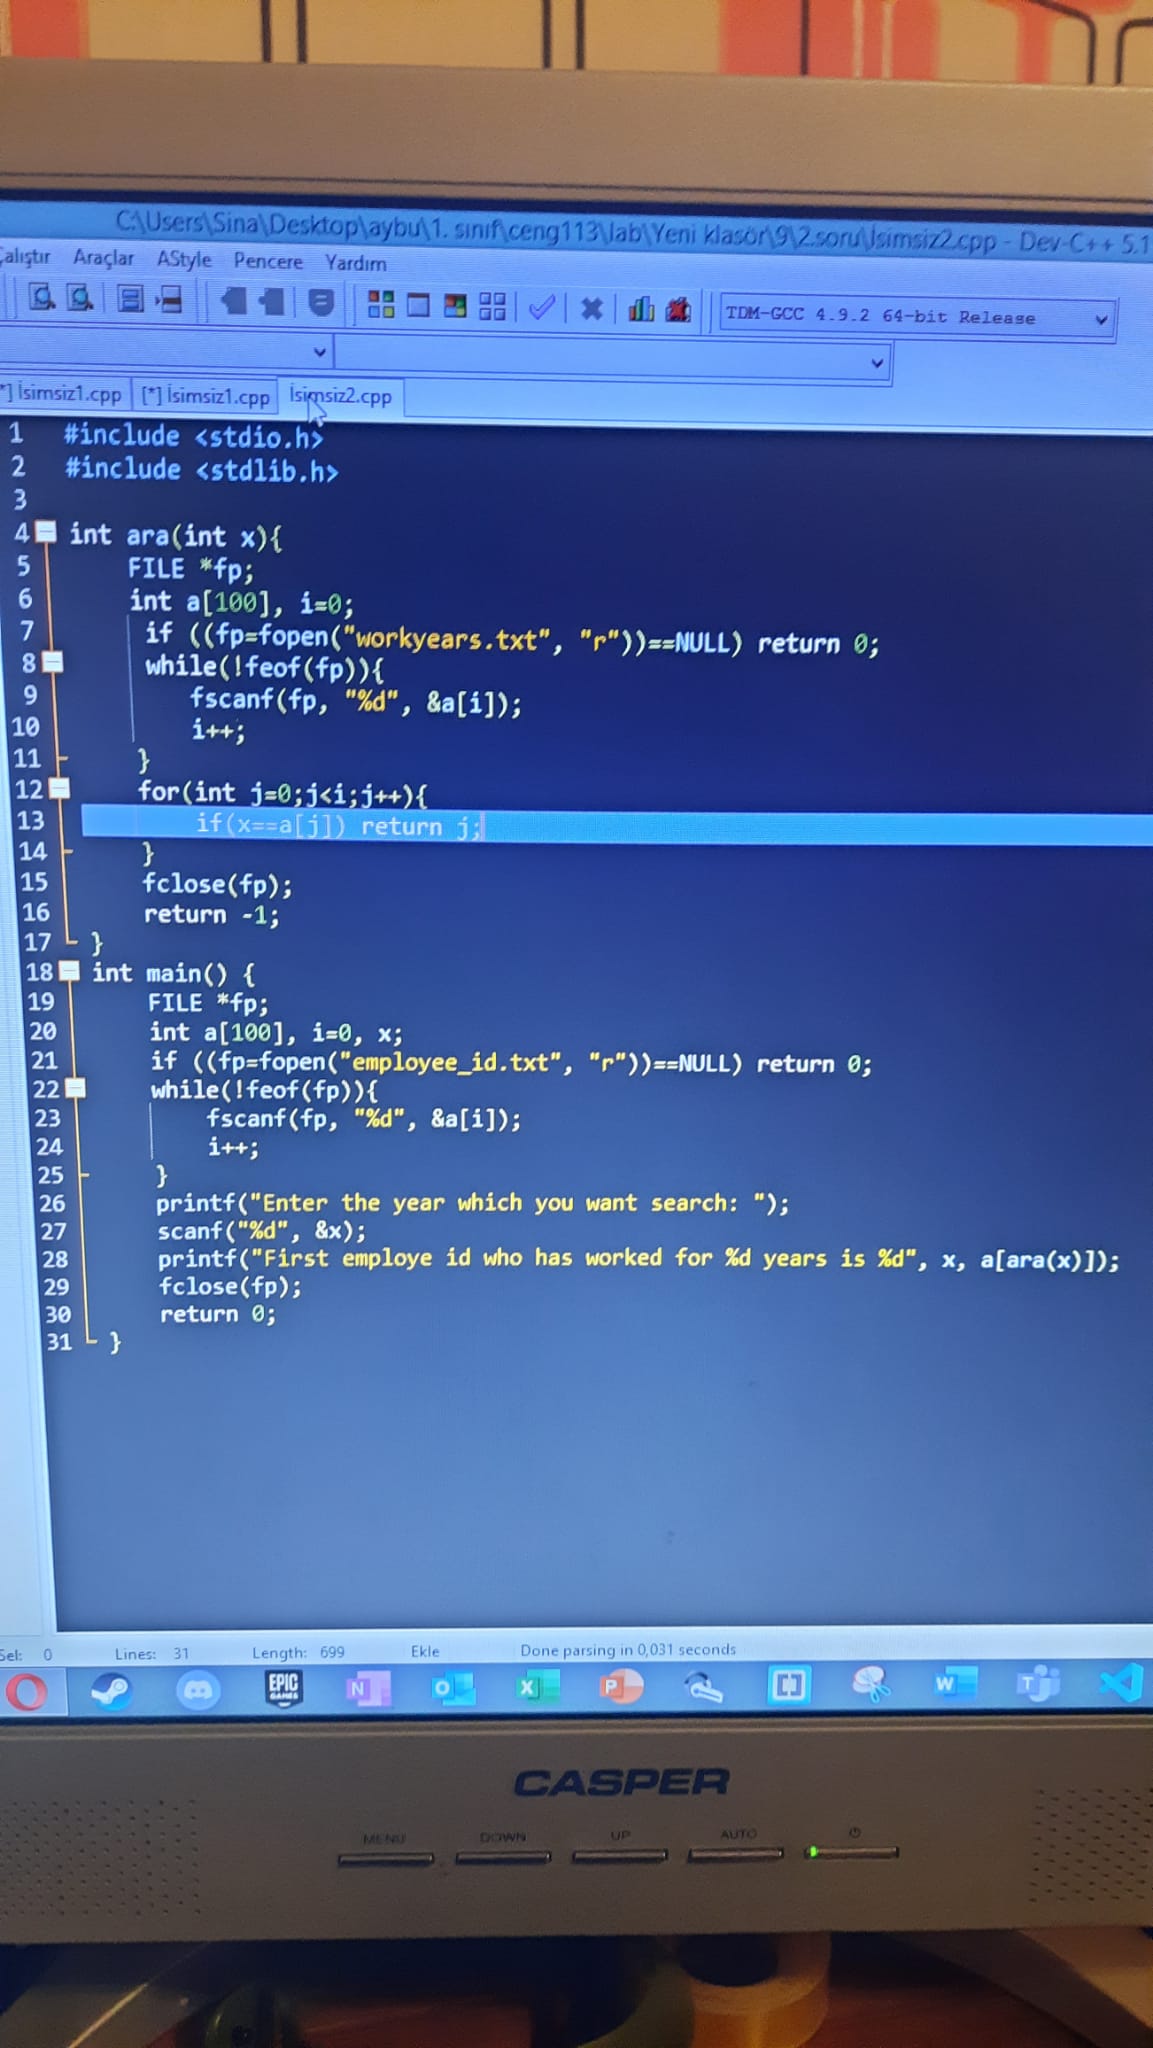 C:\Users\Sina\Desktop\aybu\1. sınıf\ceng113\lab\Yeni klasör\9\2.soru\İsimsiz2.cpp - Dev-C++ 5.1
Çalıştır Araçlar AStyle Pencere Yardım
TDM-GCC 4.9.2 64-bit Release
*] İsimsiz1.cpp [*] İsimsiz1.cpp İsimsiz2.cpp
1 #include <stdio.h>
2 #include <stdlib.h>
3
4 int ara(int x){
5 FILE *fp;
6 int a[100], i=0;
7 if ((fp=fopen("workyears.txt", "r"))==NULL) return 0;
8 while(!feof(fp)){
9 fscanf(fp, "%d", &a[i]);
10 i++;
11 }
12 for(int j=0;j<i;j++){
13 if(x==a[j]) return j;
14 }
15 fclose(fp);
16 return -1;
17 }
18 int main() {
19 FILE *fp;
20 int a[100], i=0, x;
21 if ((fp=fopen("employee_id.txt", "r"))==NULL) return 0;
22 while(!feof(fp)){
23 fscanf(fp, "%d", &a[i]);
24 i++;
25 }
26 printf("Enter the year which you want search: ");
27 scanf("%d", &x);
28 printf("First employe id who has worked for %d years is %d", x, a[ara(x)]);
29 fclose(fp);
30 return 0;
31 }
Sel: 0 Lines: 31 Length: 699 Ekle Done parsing in 0,031 seconds
EPIC GAMES N O X P W T
CASPER
MENU DOWN UP AUTO